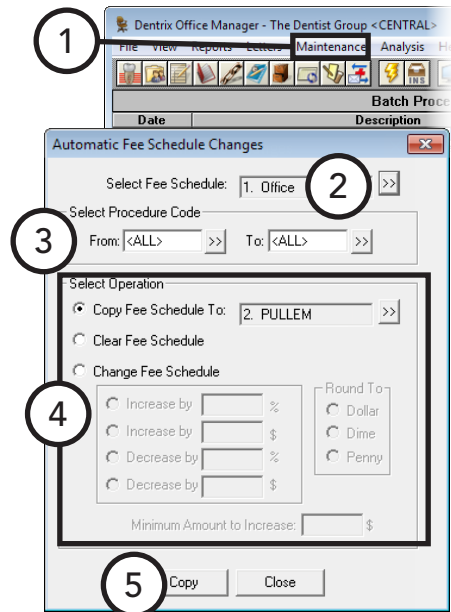 Dentrix Office Manager - The Dentist Group <CENTRAL>
1
File View Reports Letters Maintenance Analysis
INS
Batch
Date Description
Automatic Fee Schedule Changes
Select Fee Schedule: 1. Office 2 >>
Select Procedure Code
3 From: <ALL> >> To: <ALL> >>
Select Operation
Copy Fee Schedule To: 2. PULLEM >>
Clear Fee Schedule
Change Fee Schedule
4
Increase by %
Increase by $
Decrease by %
Decrease by $
Round To
Dollar
Dime
Penny
Minimum Amount to Increase: $
5 Copy Close